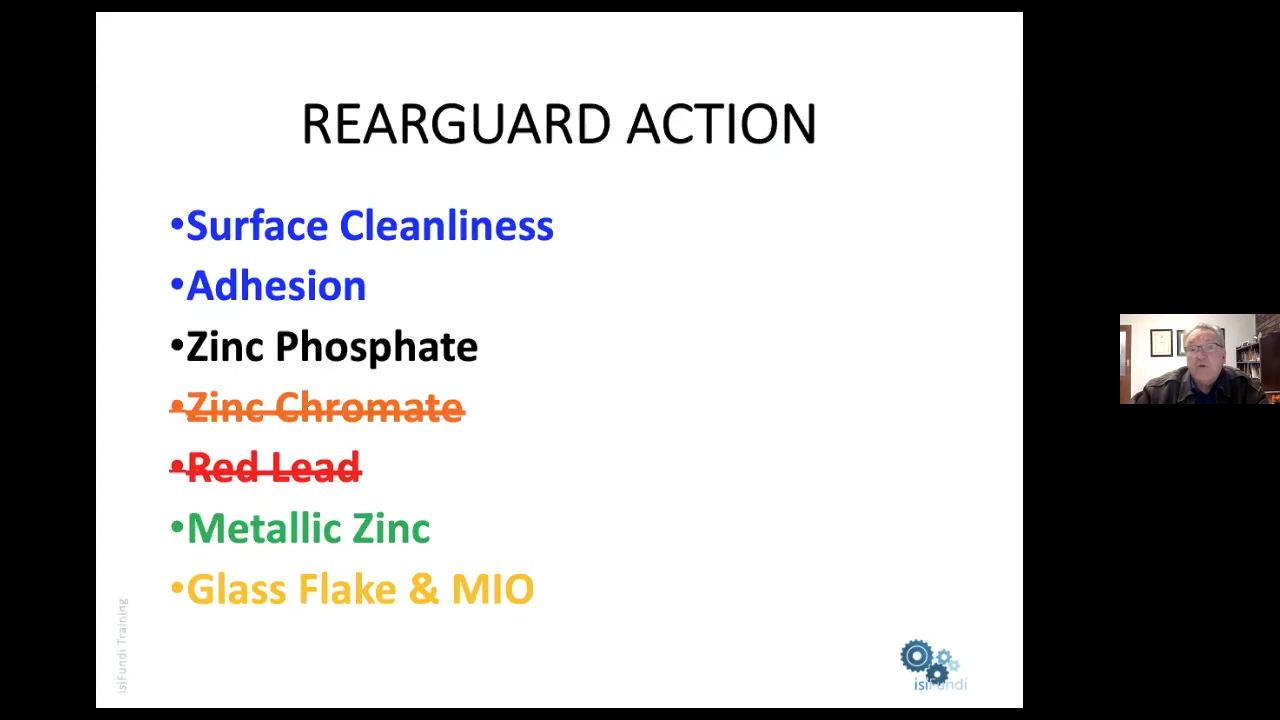 REARGUARD ACTION
•Surface Cleanliness
•Adhesion
•Zinc Phosphate
•Zinc Chromate
•Red Lead
•Metallic Zinc
•Glass Flake & MIO
isiFundi Training
isiFundi